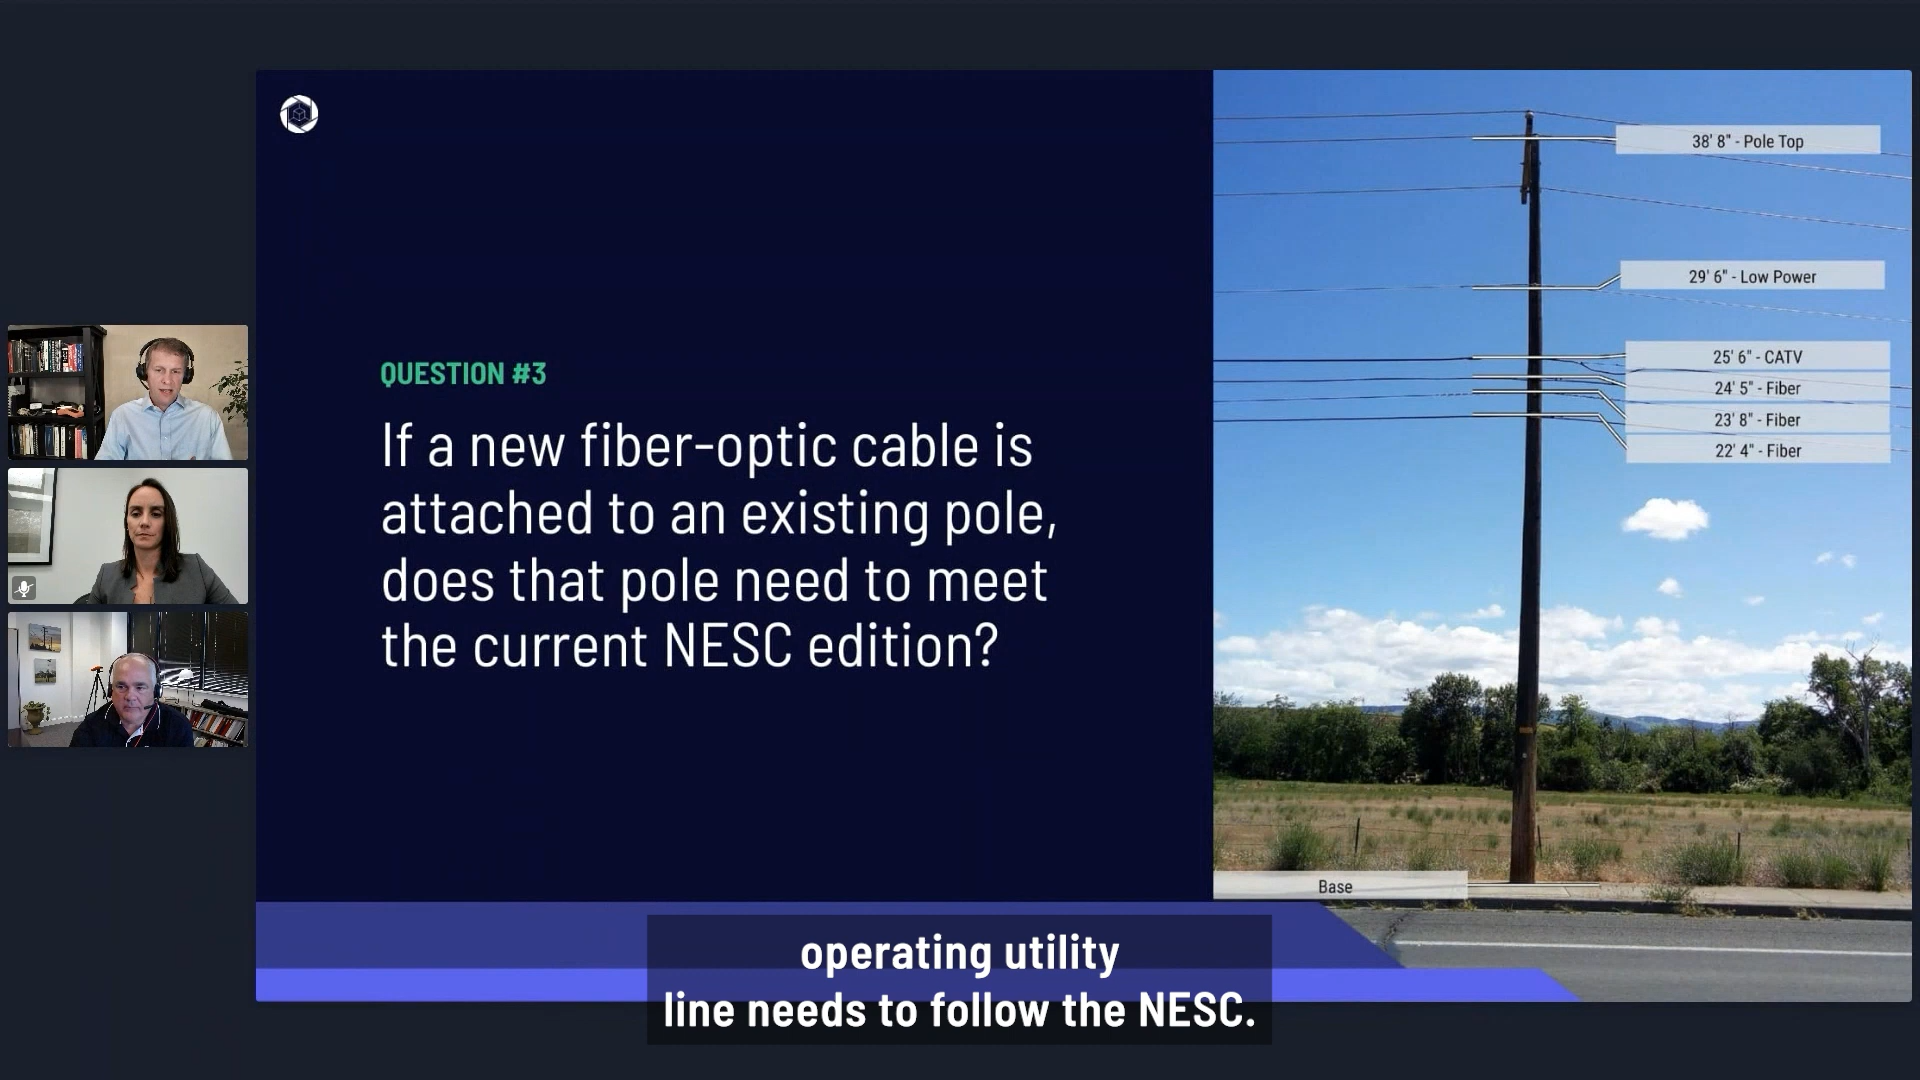 QUESTION #3
If a new fiber-optic cable is
attached to an existing pole,
does that pole need to meet
the current NESC edition?
38' 8" - Pole Top
29' 6" - Low Power
25' 6" - CATV
24' 5" - Fiber
23' 8" - Fiber
22' 4" - Fiber
Base
operating utility
line needs to follow the NESC.